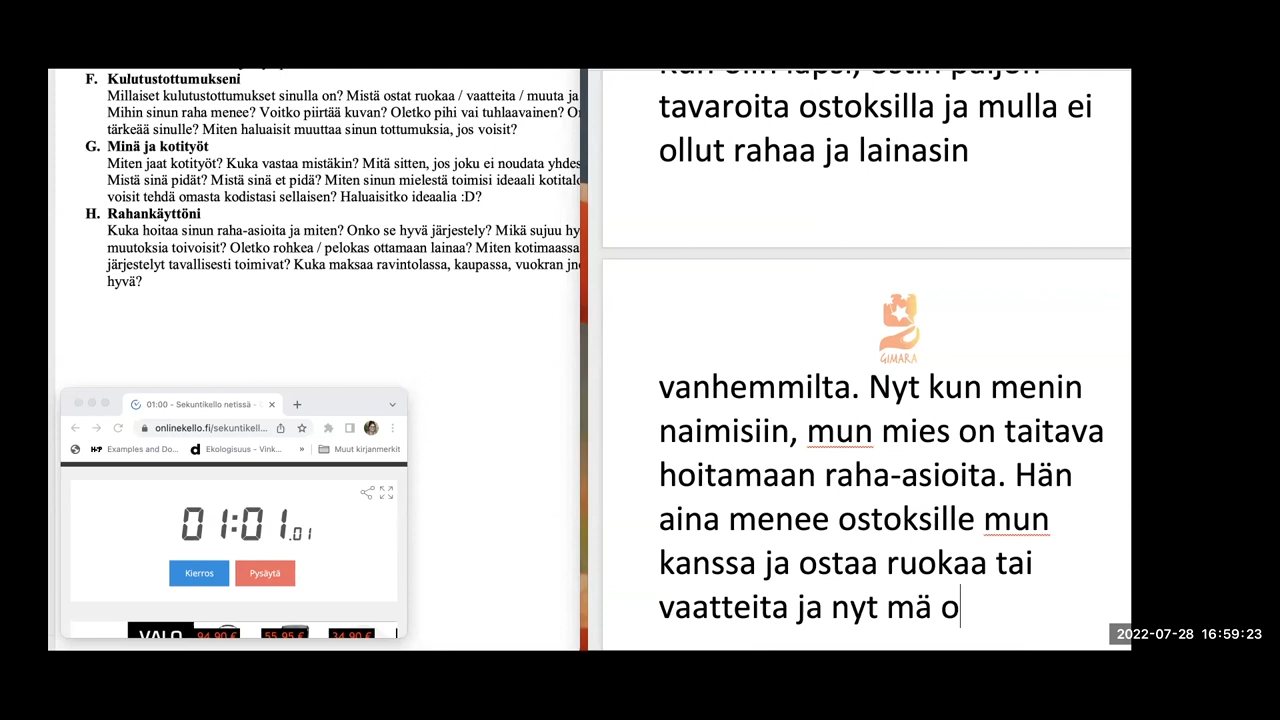 F. Kulutustottumukseni
Millaiset kulutustottumukset sinulla on? Mistä ostat ruokaa / vaatteita / muuta ja
Mihin sinun raha menee? Voitko piirtää kuvan? Oletko pihi vai tuhlaavainen?
tärkeää sinulle? Miten haluaisit muuttaa sinun tottumuksia, jos voisit?
G. Minä ja kotityöt
Miten jaat kotityöt? Kuka vastaa mistäkin? Mitä sitten, jos joku ei noudata
Mistä sinä pidät? Mistä sinä et pidä? Miten sinun mielestä toimisi ideaali
voisit tehdä omasta kodistasi sellaisen? Haluaisitko ideaalia :D?
H. Rahankäyttöni
Kuka hoitaa sinun raha-asioita ja miten? Onko se hyvä järjestely? Mikä sujuu
muutoksia toivoisit? Oletko rohkea / pelokas ottamaan lainaa? Miten kotimaassa
järjestelyt tavallisesti toimivat? Kuka maksaa ravintolassa, kaupassa, vuokran
hyvä?
01:00 - Sekuntikello netissä -
onlinekello.fi/sekuntikell...
Examples and Do...
Ekologisuus - Vink...
»
Muut kirjanmerkit
01:01.01
Kierros
Pysäytä
VALO
94,90 €
55,95 €
34,90 €
Kun olin lapsi, ostin paljon
tavaroita ostoksilla ja mulla ei
ollut rahaa ja lainasin
GIMARA
vanhemmilta. Nyt kun menin
naimisiin, mun mies on taitava
hoitamaan raha-asioita. Hän
aina menee ostoksille mun
kanssa ja ostaa ruokaa tai
vaatteita ja nyt mä o
2022-07-28 16:59:23